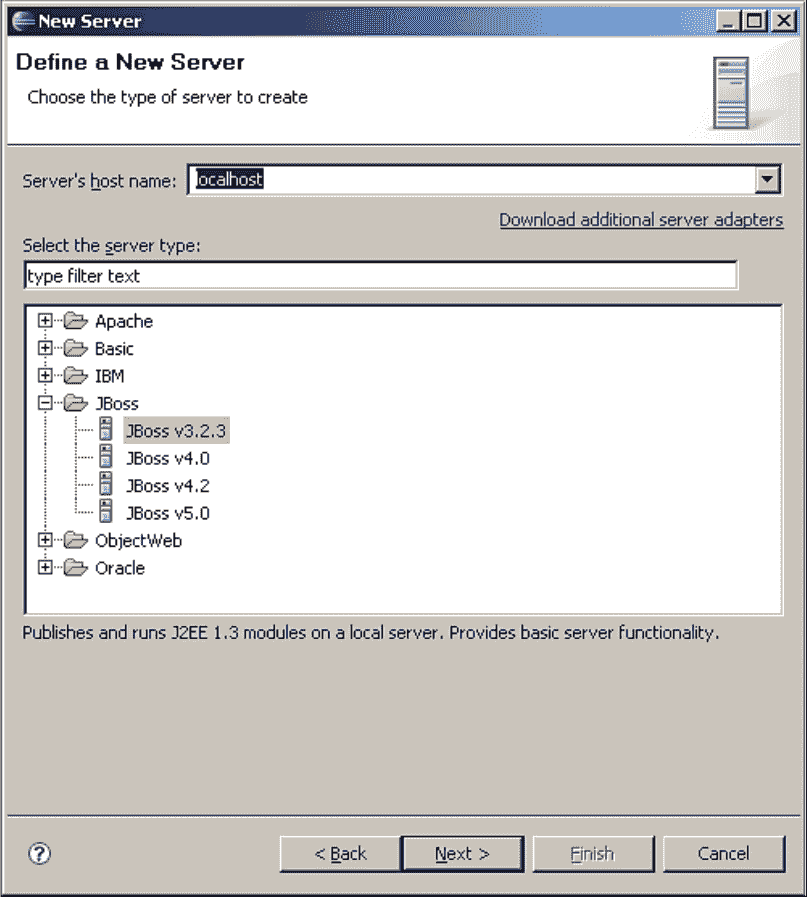 New Server
Define a New Server
Choose the type of server to create
Server's host name: localhost
Download additional server adapters
Select the server type:
type filter text
Apache
Basic
IBM
JBoss
JBoss v3.2.3
JBoss v4.0
JBoss v4.2
JBoss v5.0
ObjectWeb
Oracle
Publishes and runs J2EE 1.3 modules on a local server. Provides basic server functionality.
? < Back Next > Finish Cancel